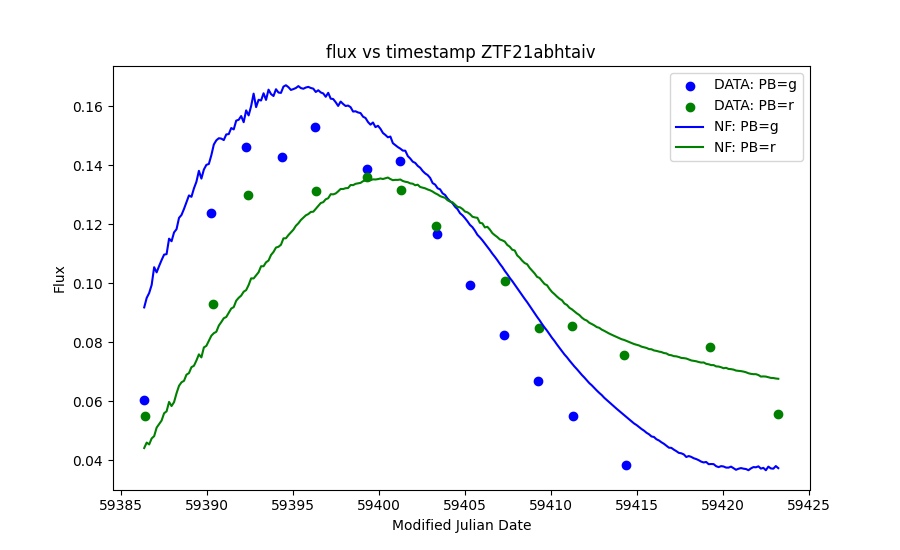 flux vs timestamp ZTF21abhtaiv
DATA: PB=g
DATA: PB=r
NF: PB=g
NF: PB=r
0.16
0.14
0.12
0.10
0.08
0.06
0.04
Flux
59385 59390 59395 59400 59405 59410 59415 59420 59425
Modified Julian Date